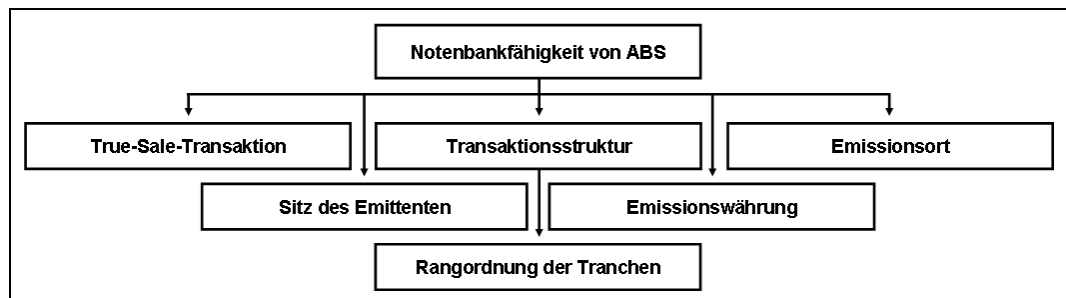 Notenbankfähigkeit von ABS
True-Sale-Transaktion
Transaktionsstruktur
Emissionsort
Sitz des Emittenten
Emissionswährung
Rangordnung der Tranchen